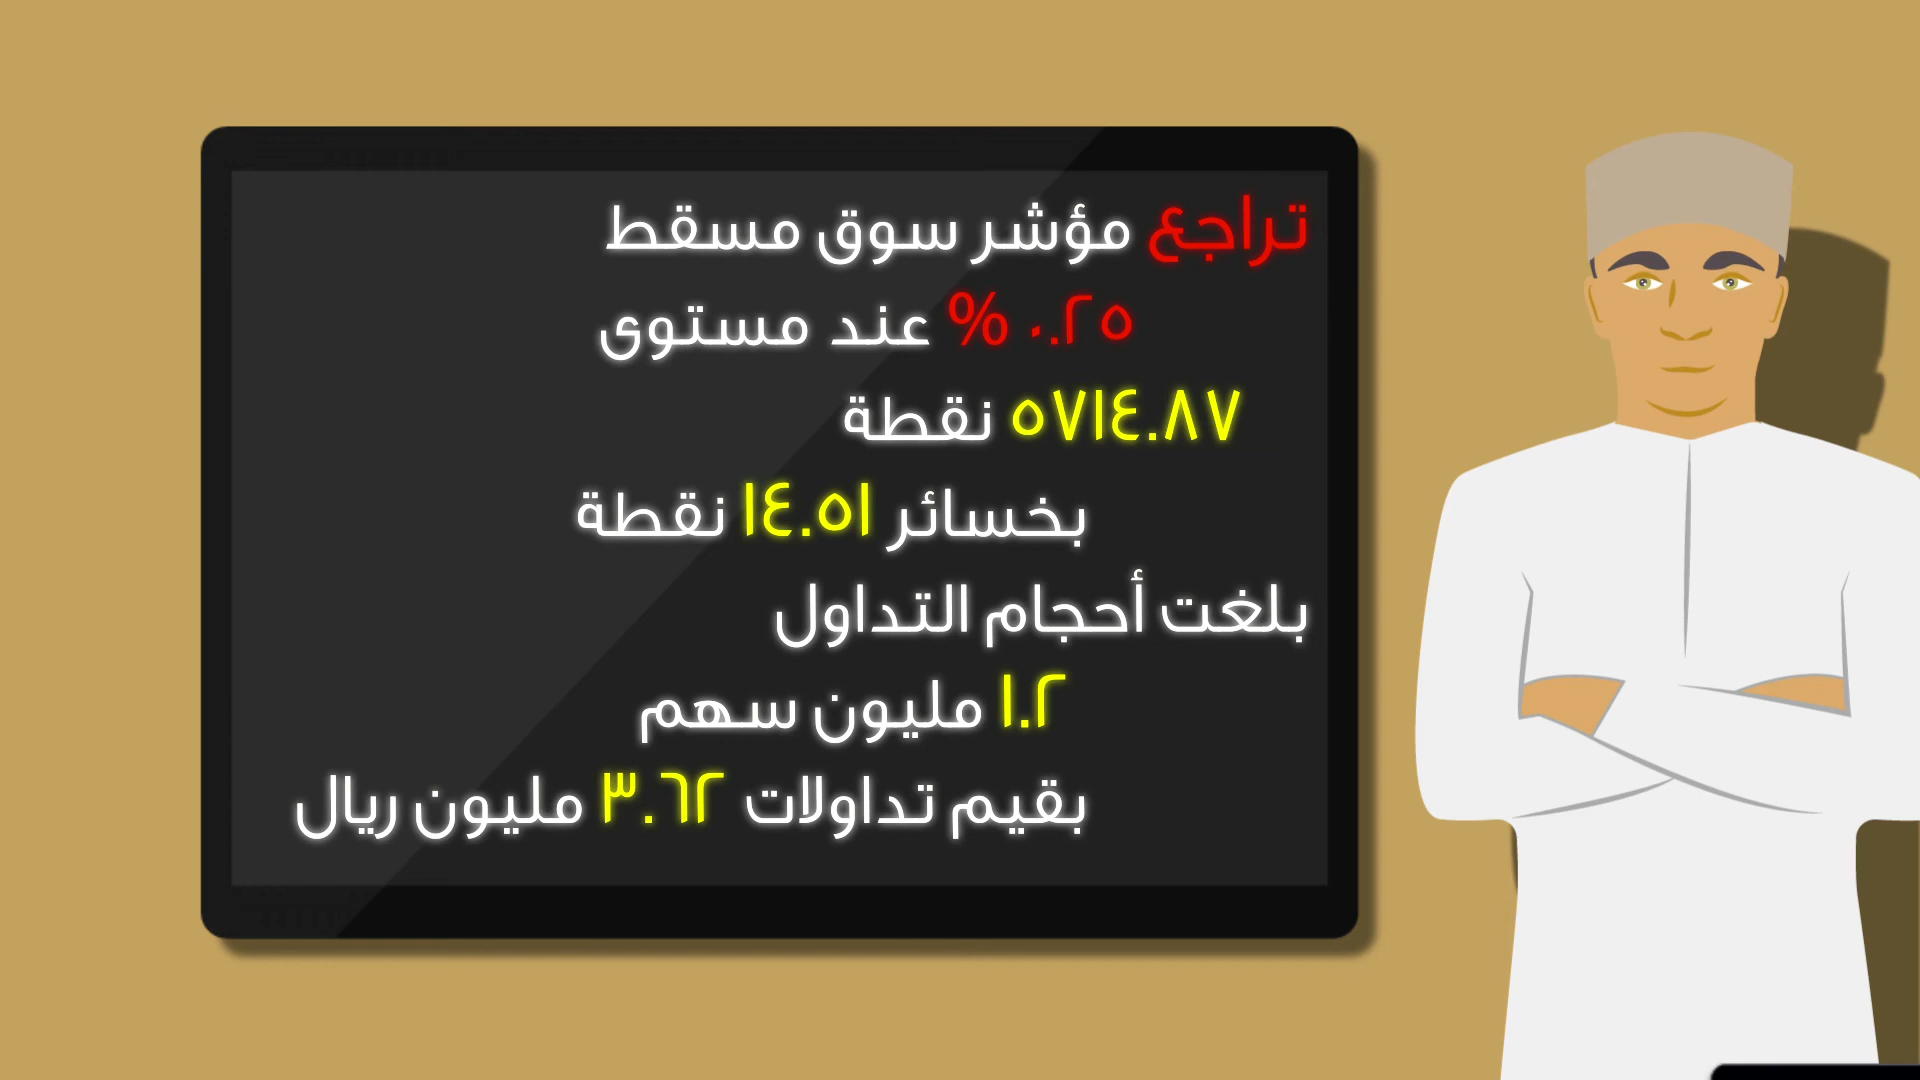 تراجع مؤشر سوق مسقط
٠.٢٥ % عند مستوى
٥٧١٤.٨٧ نقطة
بخسائر ١٤.٥١ نقطة
بلغت أحجام التداول
١.٢ مليون سهم
بقيم تداولات ٣.٦٢ مليون ريال